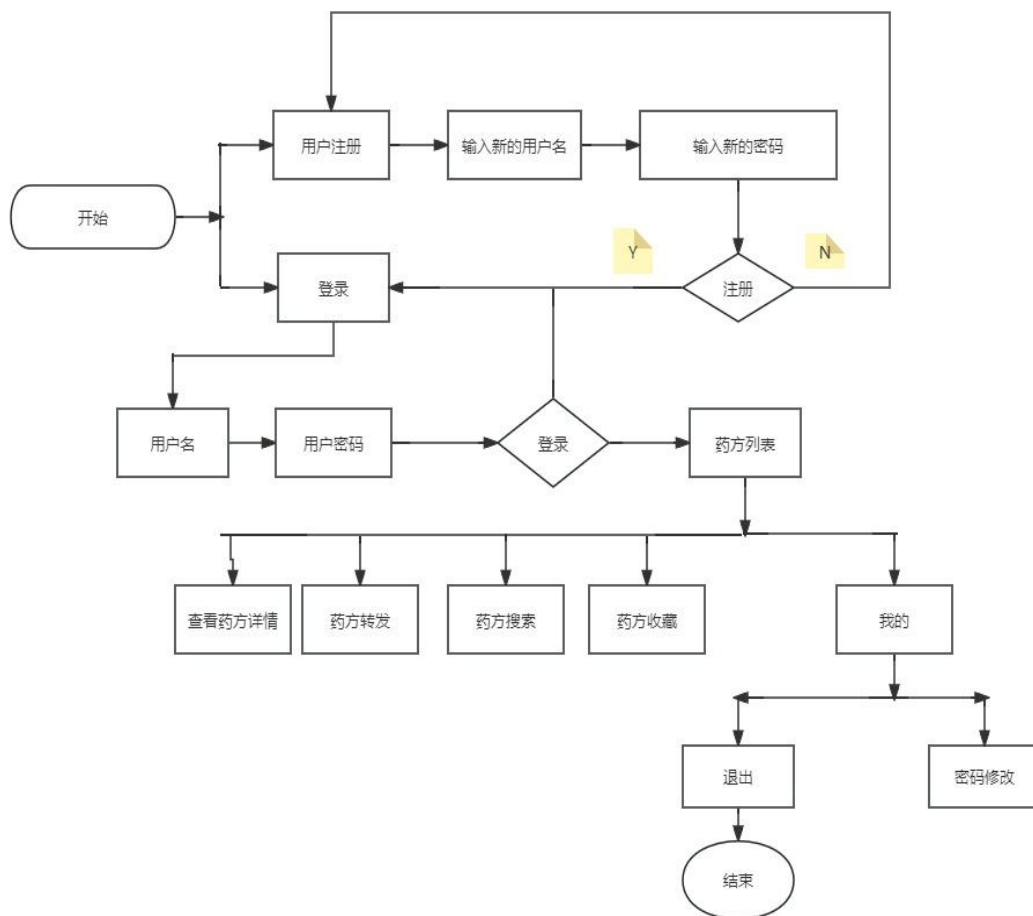 用户注册
输入新的用户名
输入新的密码
开始
Y
N
登录
注册
用户名
用户密码
登录
药方列表
查看药方详情
药方转发
药方搜索
药方收藏
我的
退出
密码修改
结束